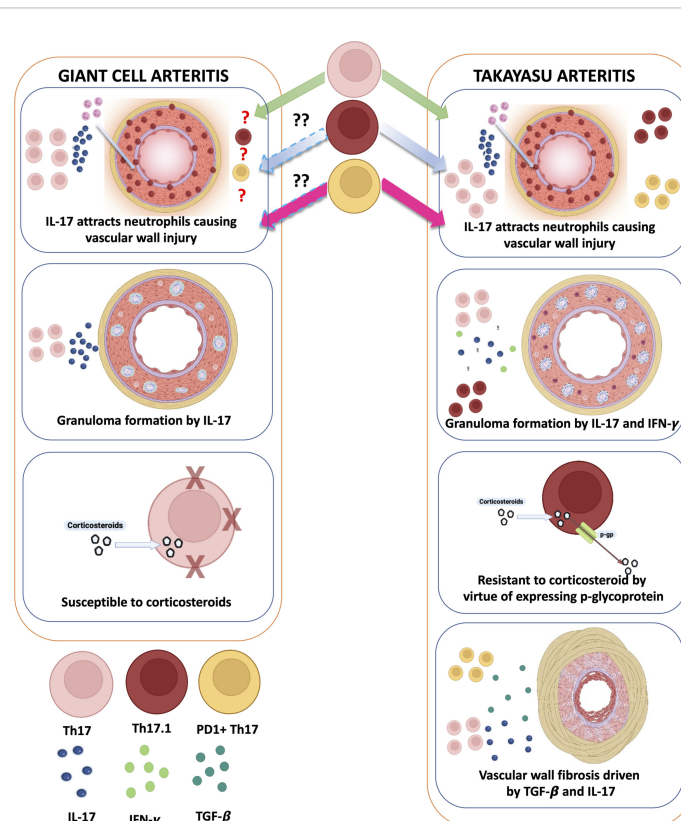 GIANT CELL ARTERITIS
?
?
?
IL-17 attracts neutrophils causing
vascular wall injury
Granuloma formation by IL-17
Corticosteroids
X
X
X
Susceptible to corticosteroids
??
??
TAKAYASU ARTERITIS
IL-17 attracts neutrophils causing
vascular wall injury
Granuloma formation by IL-17 and IFN-γ
Corticosteroids
p-gp
Resistant to corticosteroid by
virtue of expressing p-glycoprotein
Vascular wall fibrosis driven
by TGF-β and IL-17
Th17
Th17.1
PD1+ Th17
IL-17
IFN-γ
TGF-β